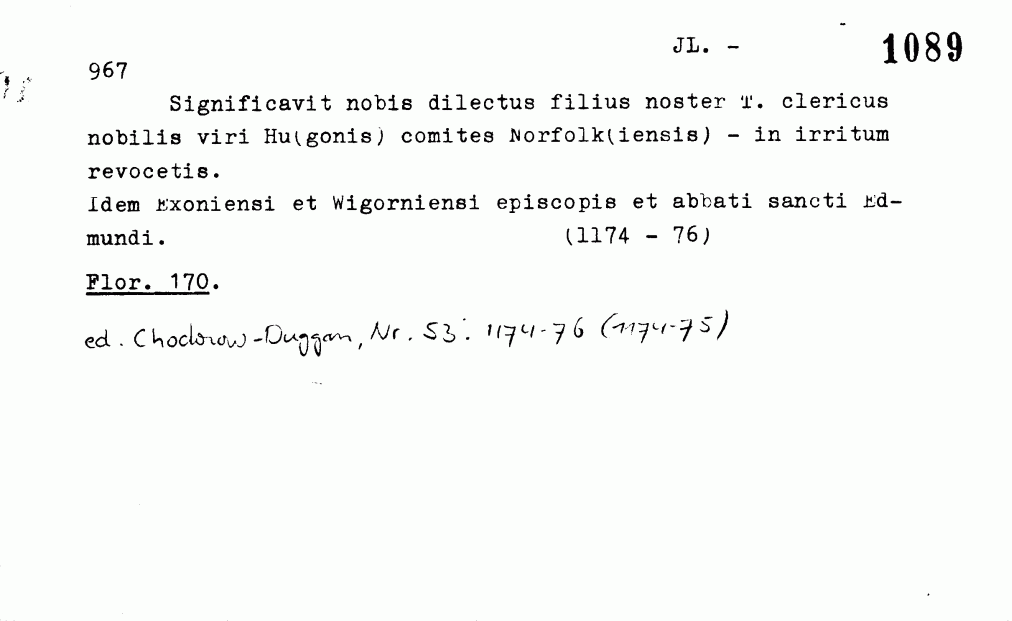 JL. - 1089
967
Significavit nobis dilectus filius noster T. clericus
nobilis viri Hu(gonis) comites Norfolk(iensis) - in irritum
revocetis.
Idem Exoniensi et Wigorniensi episcopis et abbati sancti Ed-
mundi. (1174 - 76)
Flor. 170.
ed. Chodorow-Duggan, Nr. 53: 1174-76 (1174-75)